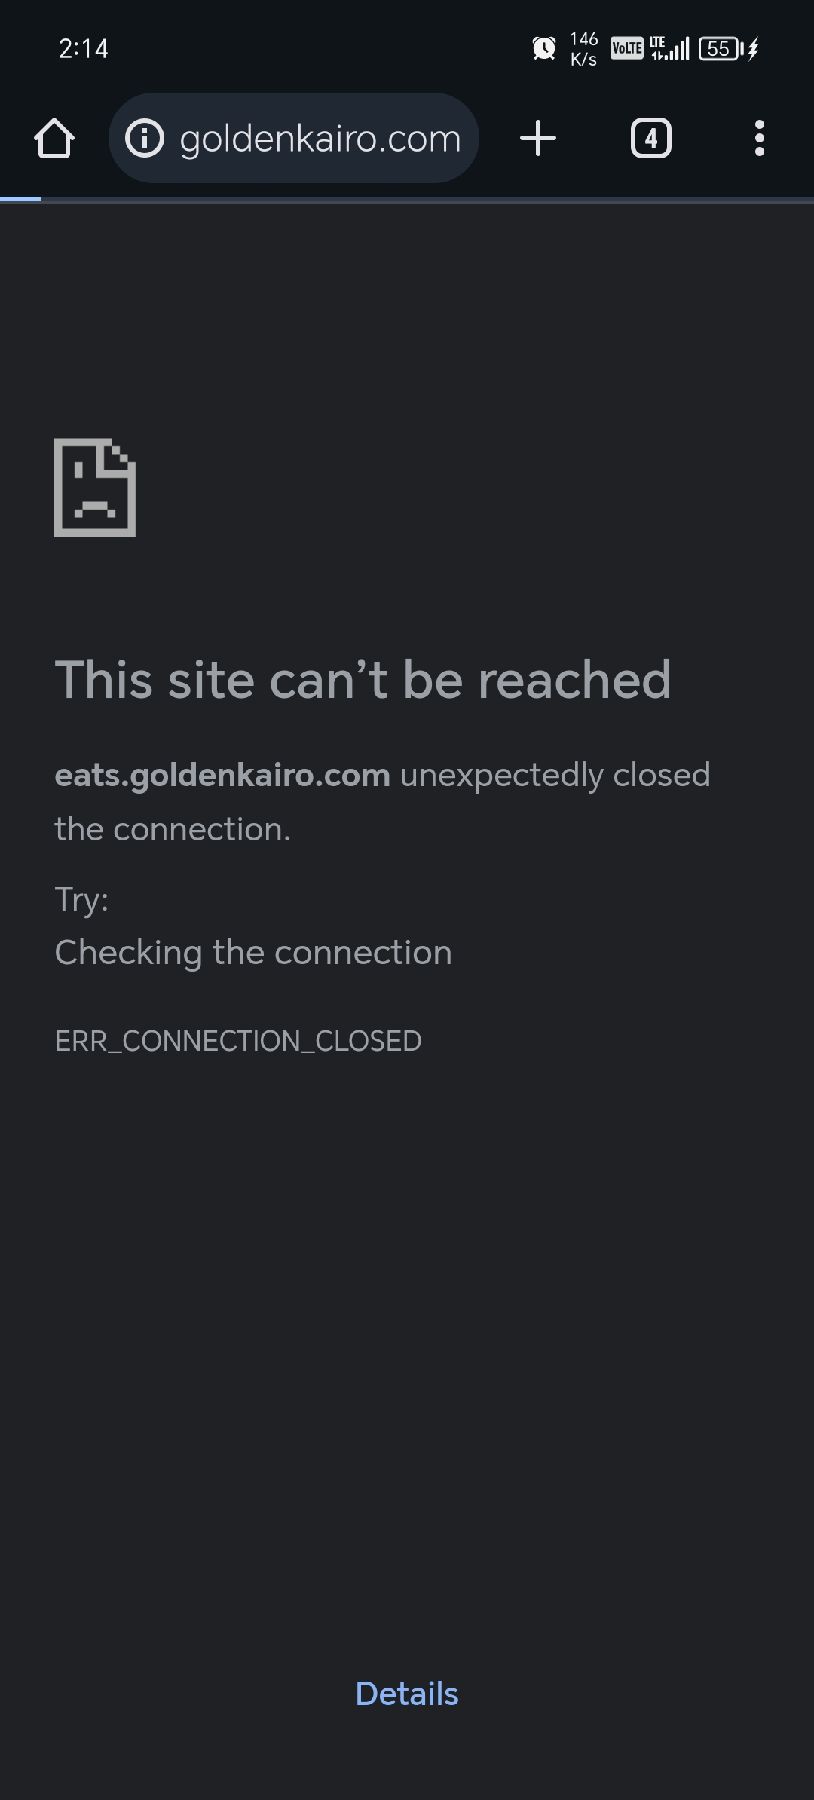 2:14
146
K/s
VoLTE
LTE
55
goldenkairo.com
4
This site can’t be reached
eats.goldenkairo.com unexpectedly closed
the connection.
Try:
Checking the connection
ERR_CONNECTION_CLOSED
Details